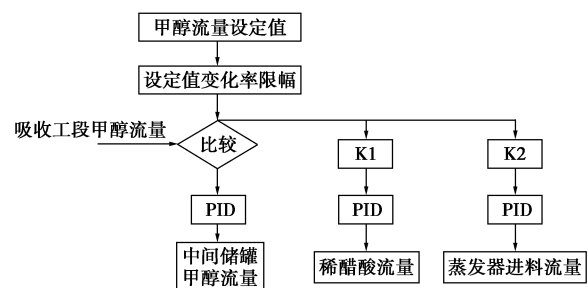 甲醇流量设定值
设定值变化率限幅
吸收工段甲醇流量
比较
K1
K2
PID
PID
PID
中间储罐
甲醇流量
稀醋酸流量
蒸发器进料流量